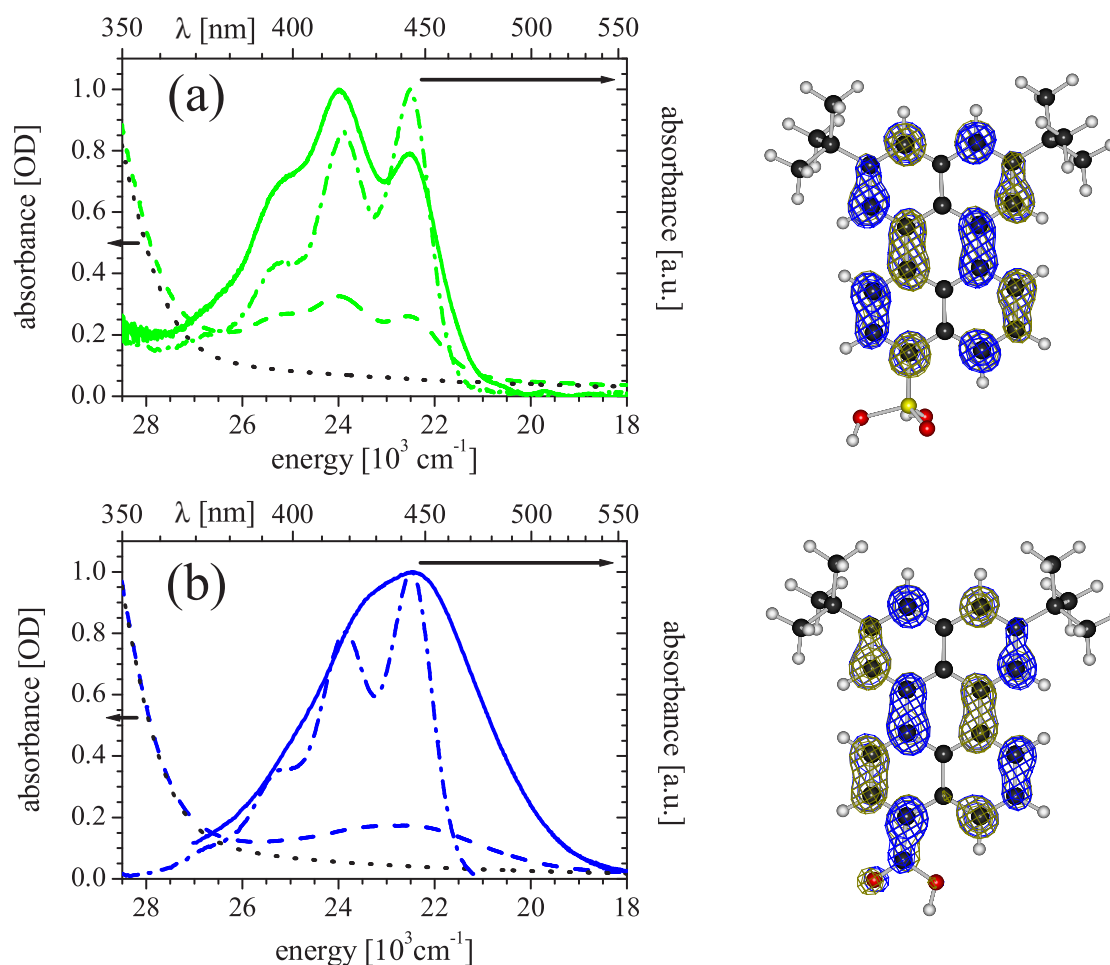 350 λ [nm] 400 450 500 550
(a)
1.0
0.8
0.6
0.4
0.2
0.0
absorbance [OD]
absorbance [a.u.]
28 26 24 22 20 18
energy [10³ cm⁻¹]
350 λ [nm] 400 450 500 550
(b)
1.0
0.8
0.6
0.4
0.2
0.0
absorbance [OD]
absorbance [a.u.]
28 26 24 22 20 18
energy [10³cm⁻¹]